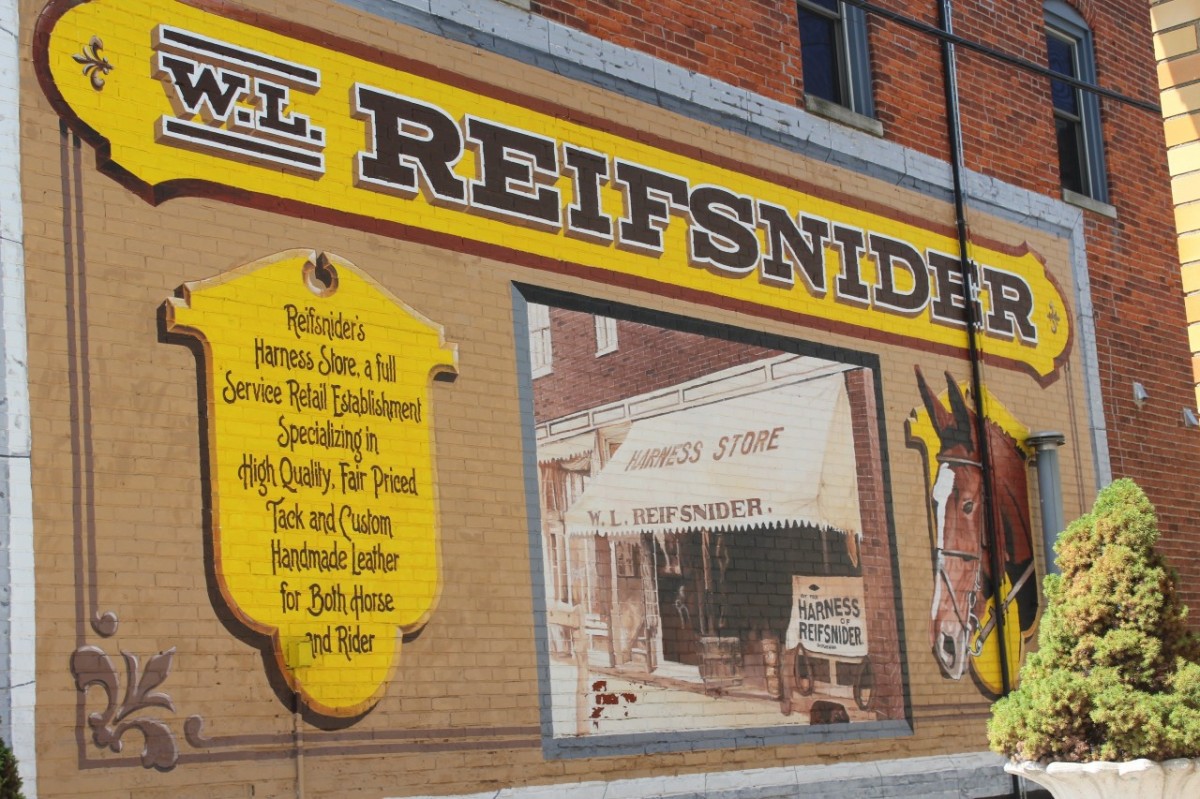 W.L. REIFSNIDER
Reifsnider's
Harness Store, a full
Service Retail Establishment
Specializing in
High Quality, Fair Priced
Tack and Custom
Handmade Leather
for Both Horse
and Rider
HARNESS STORE
W. L. REIFSNIDER.
HARNESS
OF
REIFSNIDER